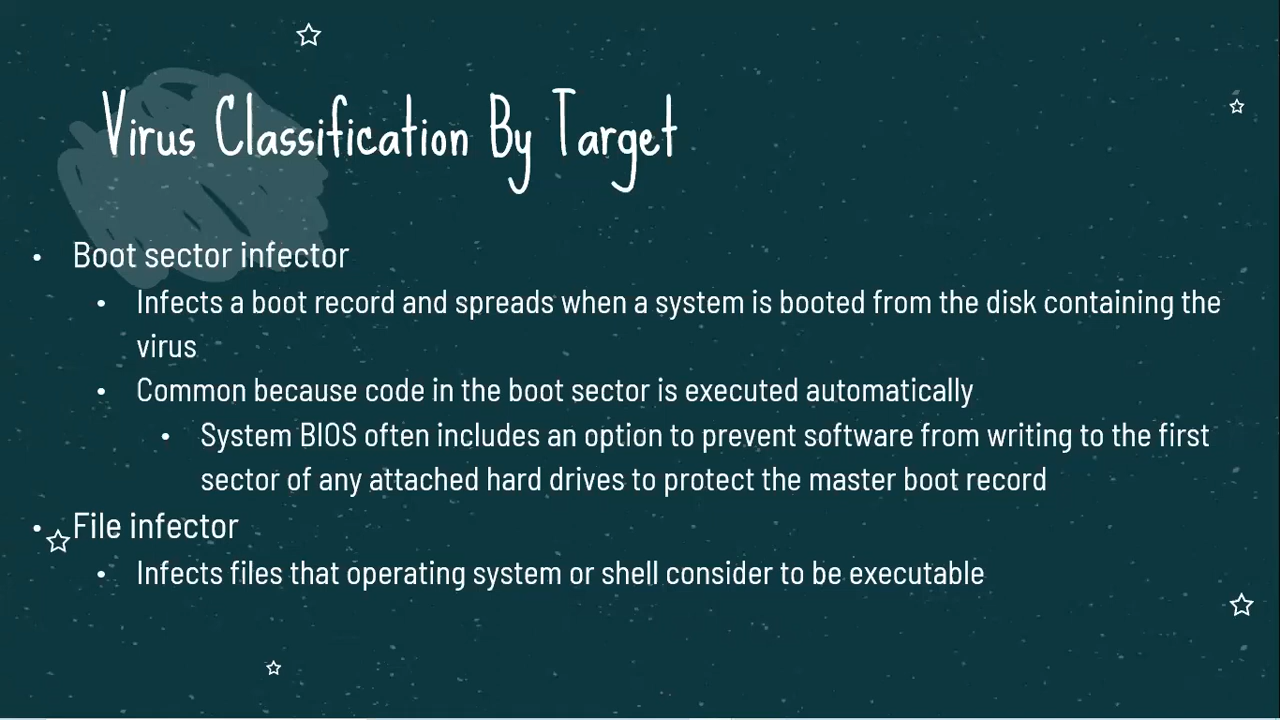 Virus Classification By Target
• Boot sector infector
• Infects a boot record and spreads when a system is booted from the disk containing the
virus
• Common because code in the boot sector is executed automatically
• System BIOS often includes an option to prevent software from writing to the first
sector of any attached hard drives to protect the master boot record
• File infector
• Infects files that operating system or shell consider to be executable